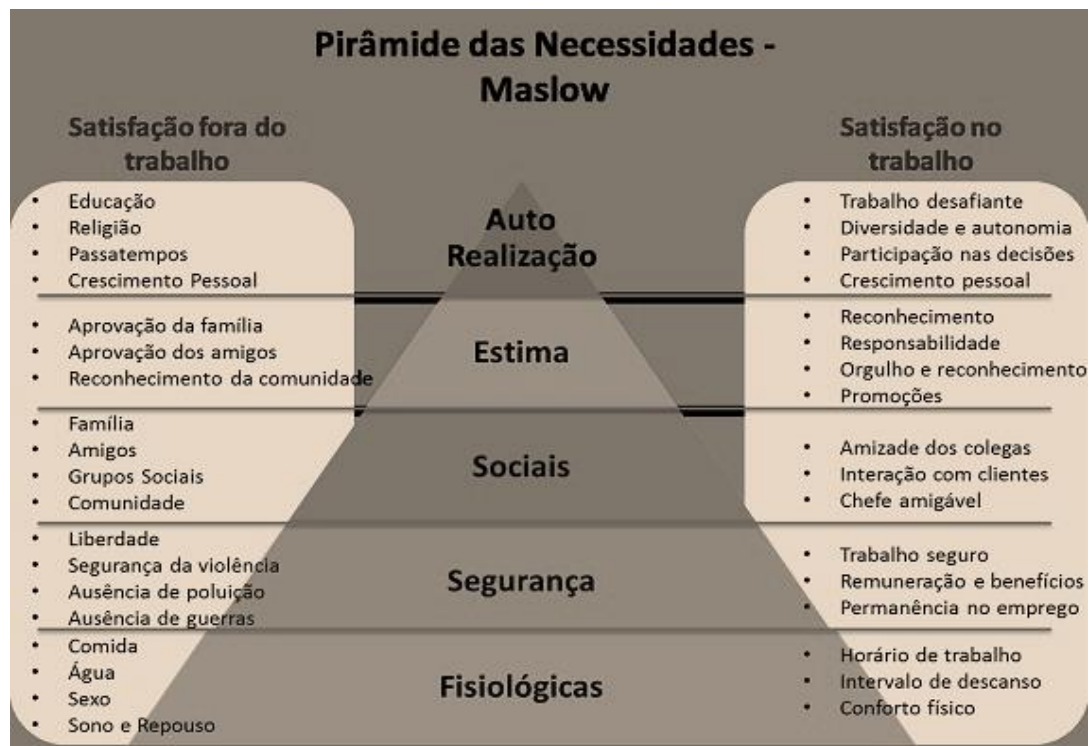 Pirâmide das Necessidades -
Maslow
Satisfação fora do
trabalho
Satisfação no
trabalho
• Educação
• Religião
• Passatempos
• Crescimento Pessoal
Auto
Realização
• Trabalho desafiante
• Diversidade e autonomia
• Participação nas decisões
• Crescimento pessoal
• Aprovação da família
• Aprovação dos amigos
• Reconhecimento da comunidade
Estima
• Reconhecimento
• Responsabilidade
• Orgulho e reconhecimento
• Promoções
• Família
• Amigos
• Grupos Sociais
• Comunidade
Sociais
• Amizade dos colegas
• Interação com clientes
• Chefe amigável
• Liberdade
• Segurança da violência
• Ausência de poluição
• Ausência de guerras
Segurança
• Trabalho seguro
• Remuneração e benefícios
• Permanência no emprego
• Comida
• Água
• Sexo
• Sono e Repouso
Fisiológicas
• Horário de trabalho
• Intervalo de descanso
• Conforto físico